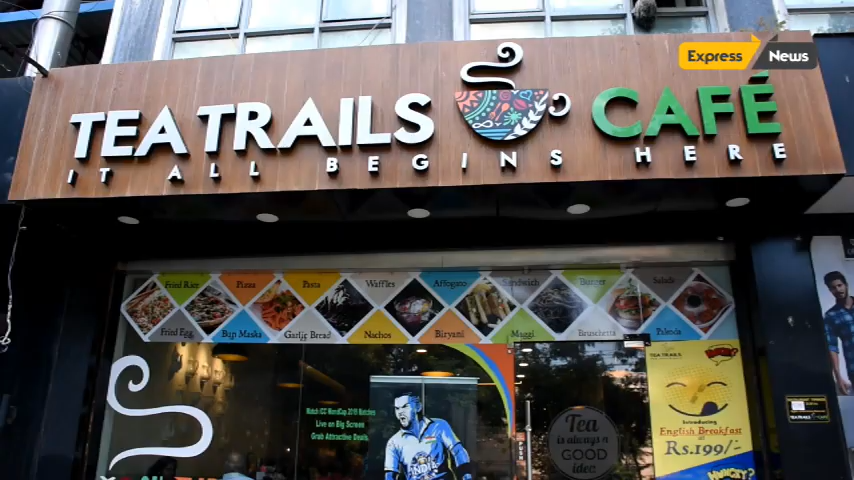 Express News
TEA TRAILS CAFÉ
IT ALL BEGINS HERE
Fried Rice Pizza Pasta Waffles Affogato Sandwich Burger Salads
Fried Egg Bun Maska Garlic Bread Nachos Biryani Maggi Bruschetta
Watch ICC WorldCup 2019 Matches
Live on Big Screen
Grab Attractive Deals
INDIA
Tea
is always a
GOOD
idea
TEA TRAILS
Introducing
English Breakfast
Rs.199/-